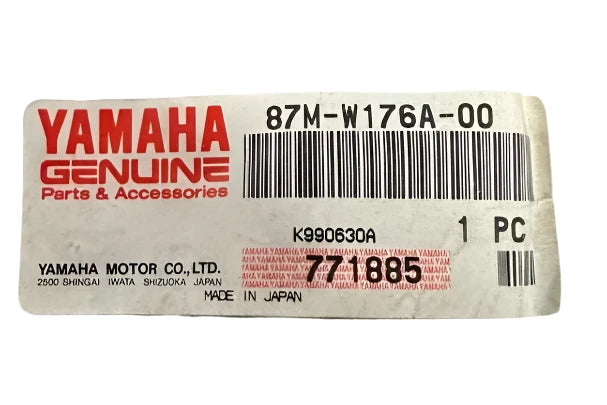 YAMAHA
GENUINE
Parts & Accessories
87M-W176A-00
K990630A
1 PC
771885
YAMAHA MOTOR CO.,LTD.
2500 SHINGAI IWATA SHIZUOKA JAPAN
MADE IN JAPAN